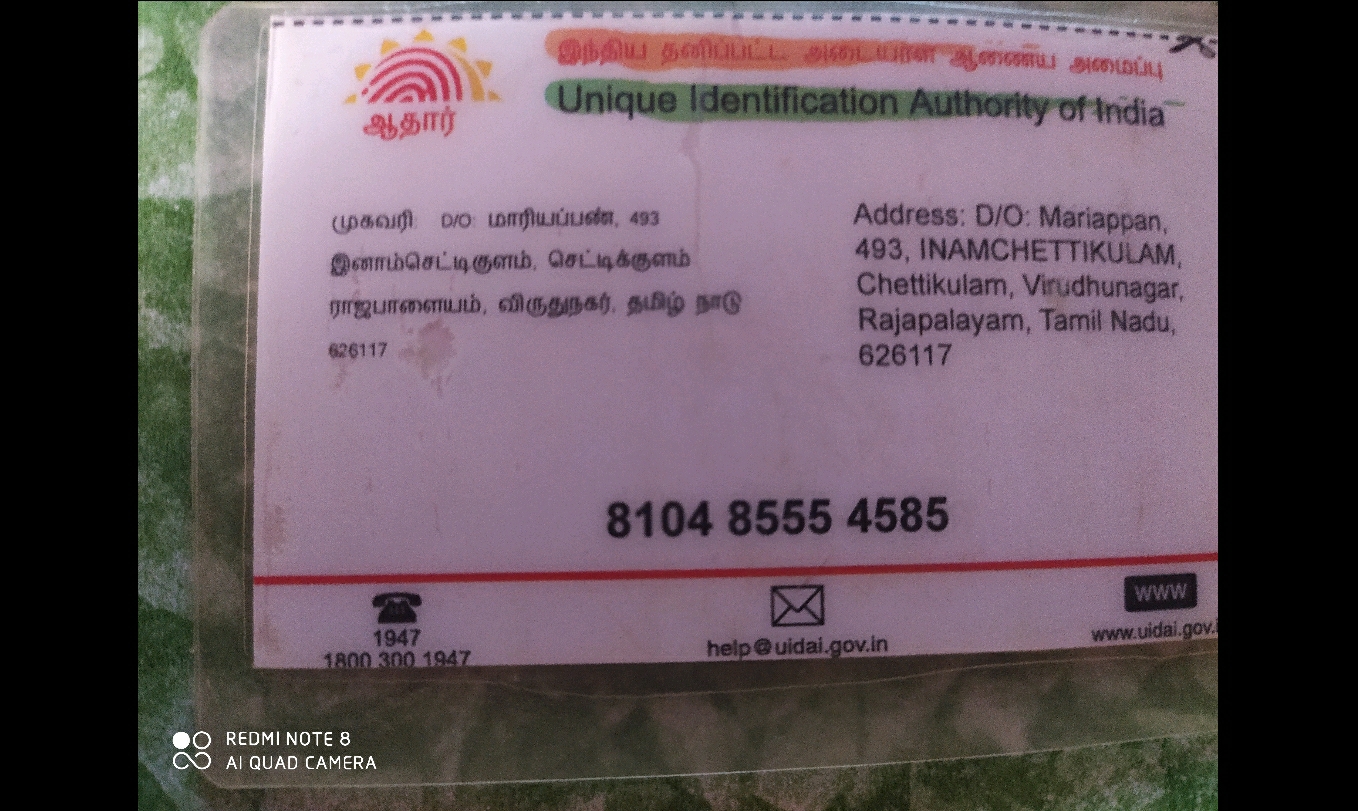 இந்திய தனிப்பட்ட அடையாள ஆணைய அமைப்பு
Unique Identification Authority of India
ஆதார்
முகவரி: D/O: மாரியப்பன், 493
இனாம்செட்டிகுளம், செட்டிக்குளம்
ராஜபாளையம், விருதுநகர், தமிழ் நாடு
626117
Address: D/O: Mariappan,
493, INAMCHETTIKULAM,
Chettikulam, Virudhunagar,
Rajapalayam, Tamil Nadu,
626117
8104 8555 4585
1947
1800 300 1947
help@uidai.gov.in
WWW
www.uidai.gov.i
REDMI NOTE 8
AI QUAD CAMERA